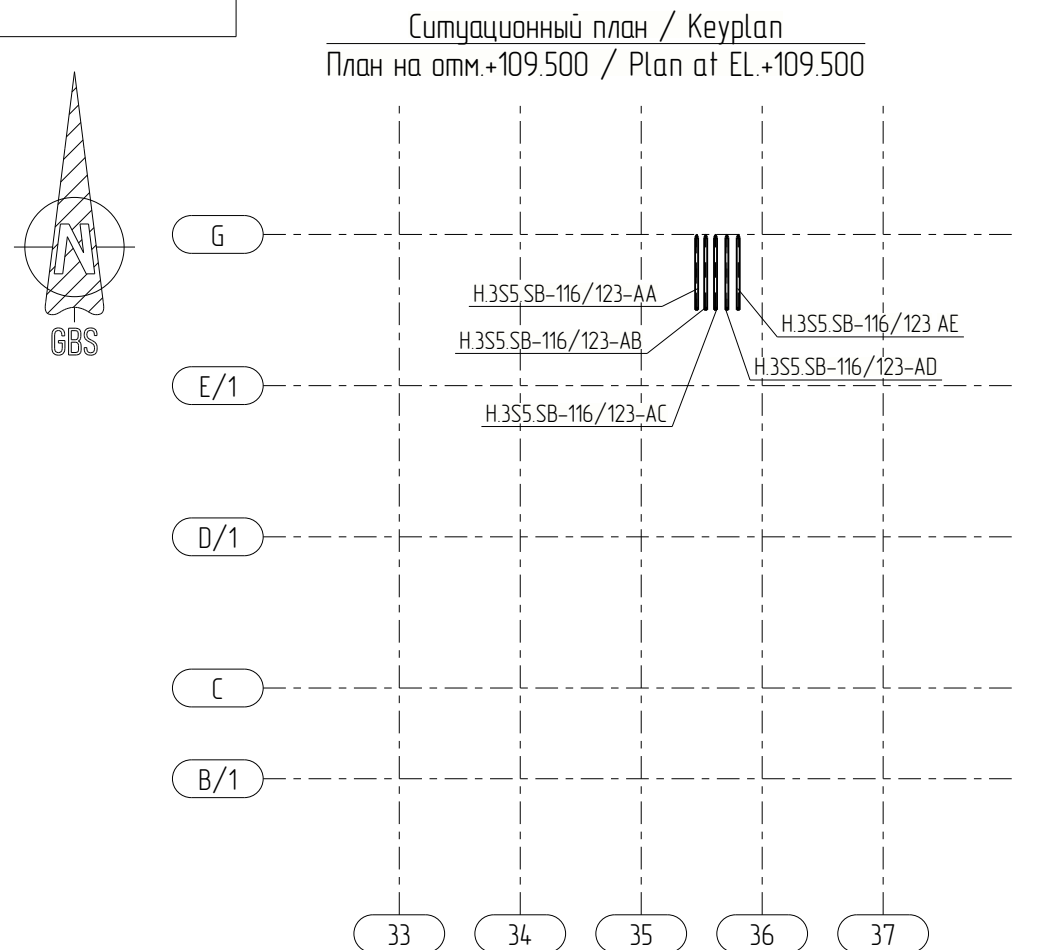 Ситуационный план / Keyplan
План на отм.+109.500 / Plan at EL.+109.500
N
GBS
G
H.3S5.SB-116/123-AA
H.3S5.SB-116/123 AE
H.3S5.SB-116/123-AB
H.3S5.SB-116/123-AD
E/1
H.3S5.SB-116/123-AC
D/1
C
B/1
33 34 35 36 37